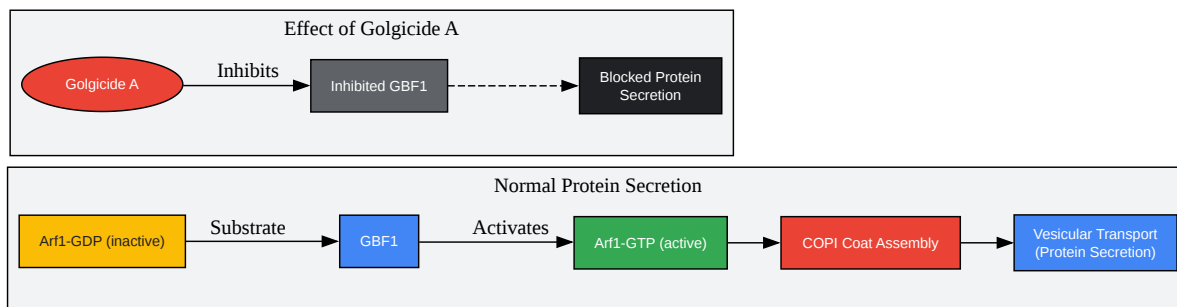 Effect of Golgicide A
Golgicide A
Inhibits
Inhibited GBF1
Blocked Protein
Secretion
Normal Protein Secretion
Arf1-GDP (inactive)
Substrate
GBF1
Activates
Arf1-GTP (active)
COPI Coat Assembly
Vesicular Transport
(Protein Secretion)